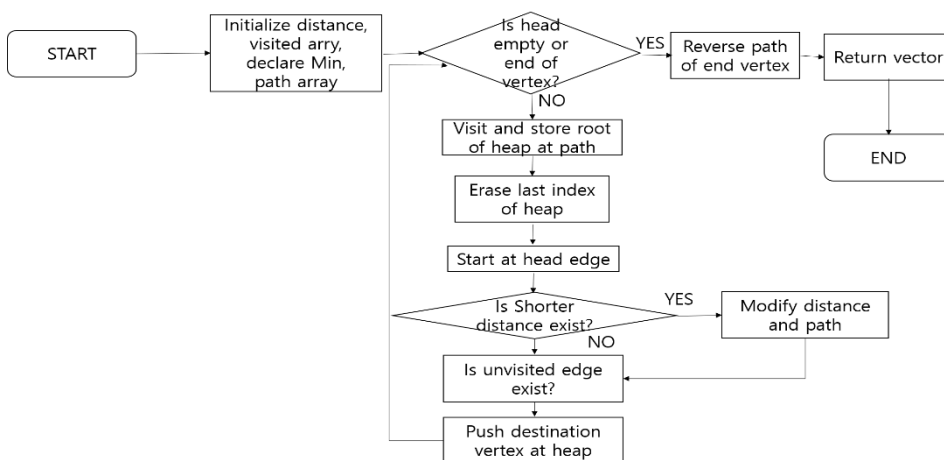 START
Initialize distance,
visited arry,
declare Min,
path array
Is head
empty or
end of
vertex?
YES
Reverse path
of end vertex
Return vector
END
NO
Visit and store root
of heap at path
Erase last index
of heap
Start at head edge
Is Shorter
distance exist?
YES
Modify distance
and path
NO
Is unvisited edge
exist?
Push destination
vertex at heap